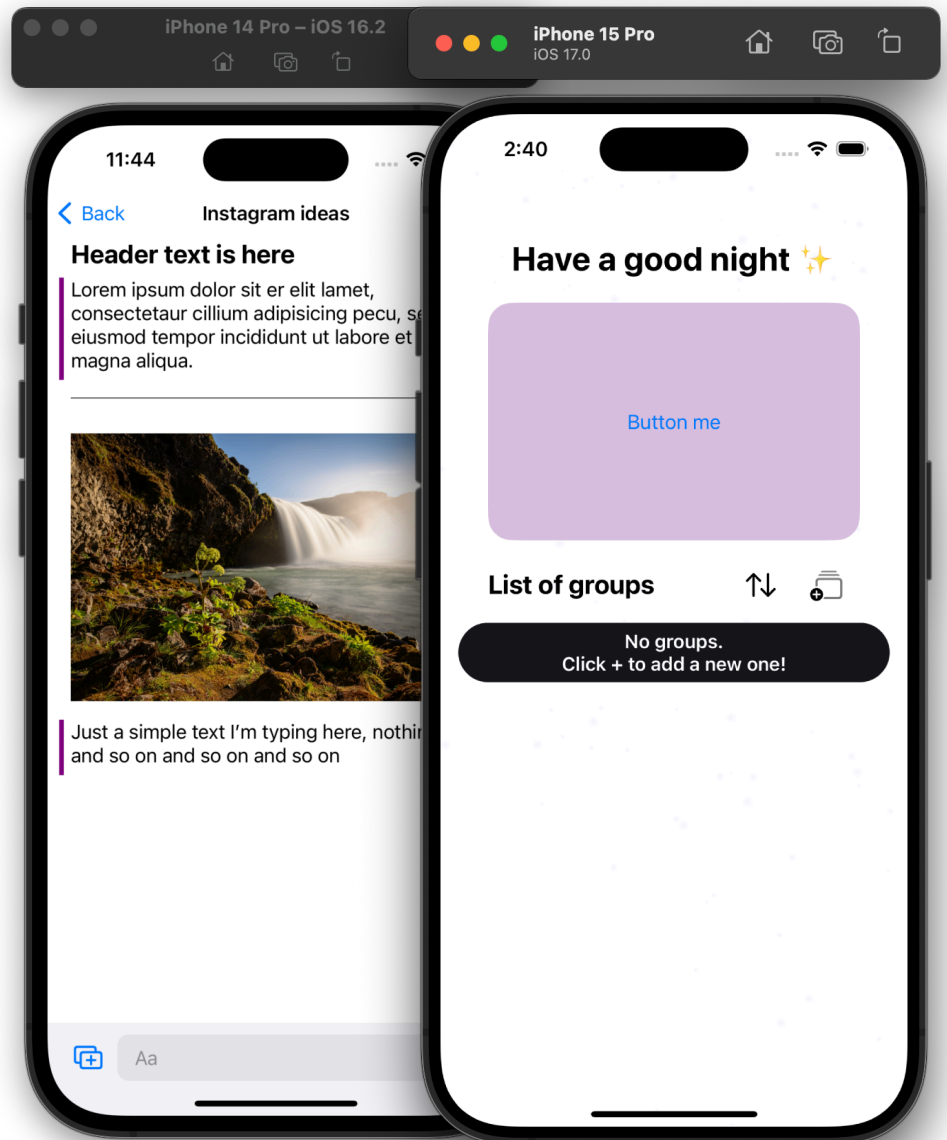 iPhone 14 Pro – iOS 16.2
11:44
Back
Instagram ideas
Header text is here
Lorem ipsum dolor sit er elit lamet,
consectetaur cillium adipisicing pecu,
eiusmod tempor incididunt ut labore et
magna aliqua.
Just a simple text I’m typing here,
and so on and so on and so on
Aa
iPhone 15 Pro
iOS 17.0
2:40
Have a good night ✨
Button me
List of groups
No groups.
Click + to add a new one!